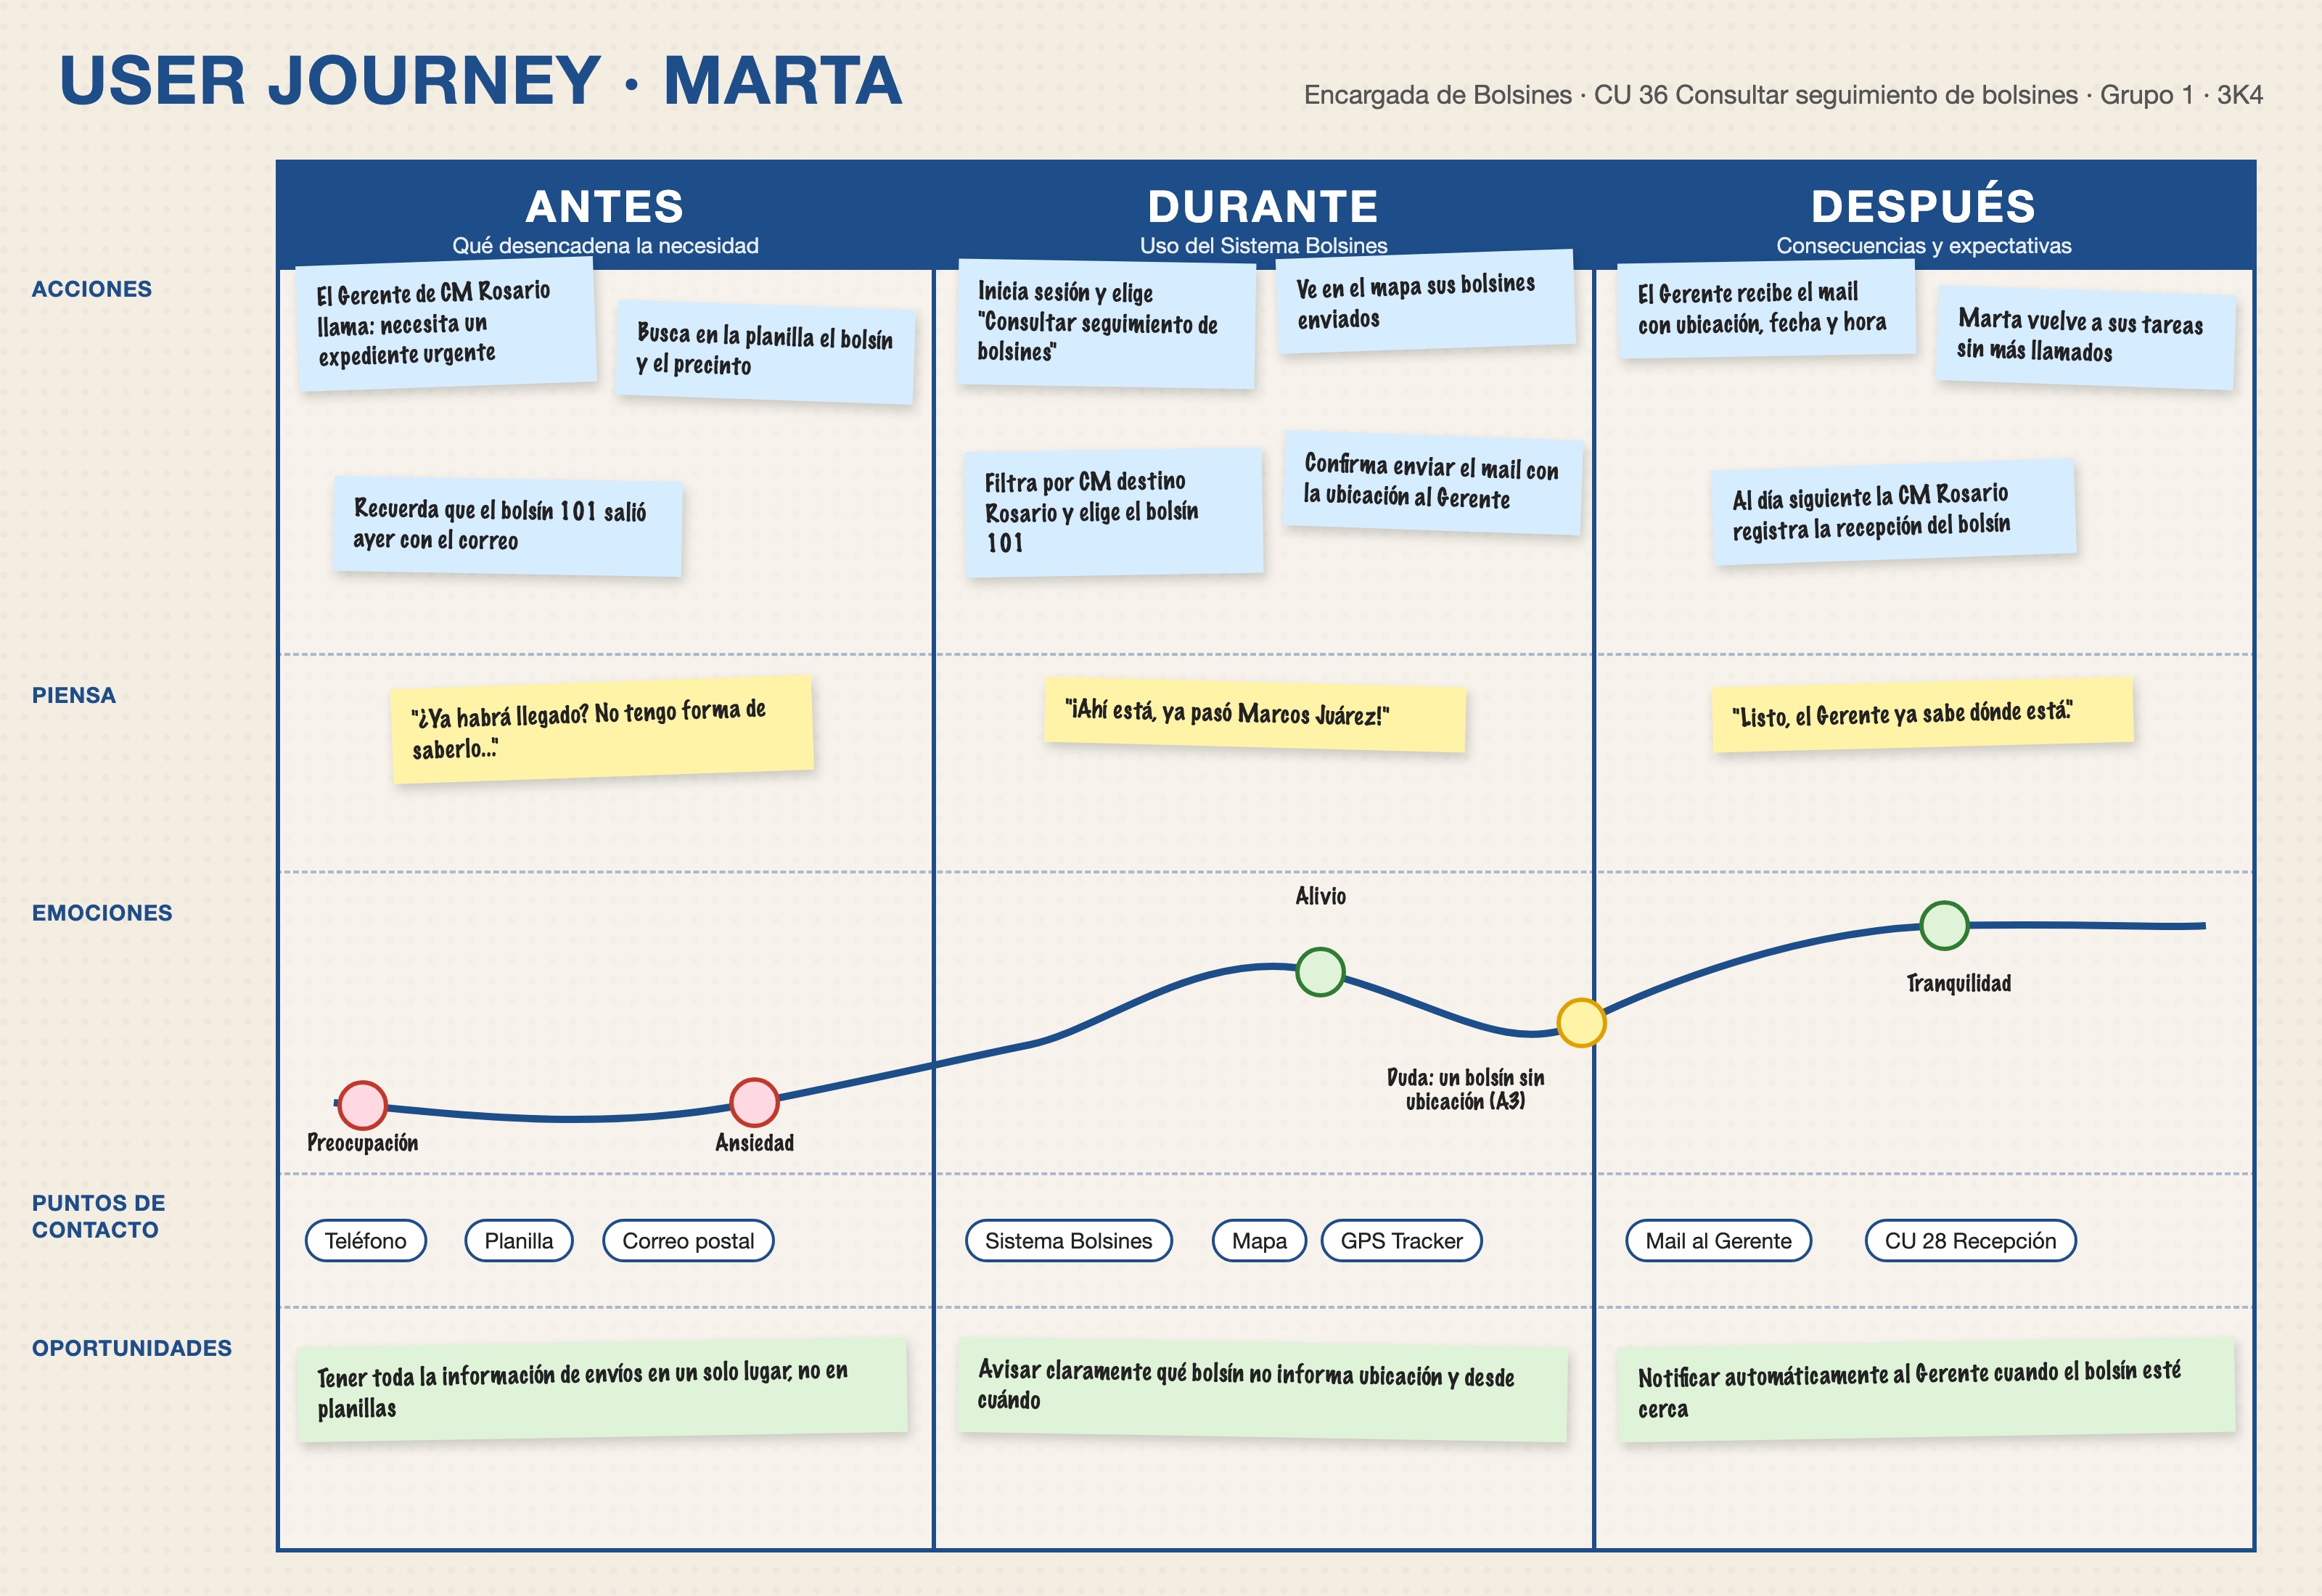 USER JOURNEY · MARTA
Encargada de Bolsines · CU 36 Consultar seguimiento de bolsines · Grupo 1 · 3K4
ANTES
Qué desencadena la necesidad
DURANTE
Uso del Sistema Bolsines
DESPUÉS
Consecuencias y expectativas
ACCIONES
El Gerente de CM Rosario
llama: necesita un
expediente urgente
Busca en la planilla el bolsín
y el precinto
Recuerda que el bolsín 101 salió
ayer con el correo
Inicia sesión y elige
"Consultar seguimiento de
bolsines"
Ve en el mapa sus bolsines
enviados
Filtra por CM destino
Rosario y elige el bolsín
101
Confirma enviar el mail con
la ubicación al Gerente
El Gerente recibe el mail
con ubicación, fecha y hora
Marta vuelve a sus tareas
sin más llamados
Al día siguiente la CM Rosario
registra la recepción del bolsín
PIENSA
"¿Ya habrá llegado? No tengo forma de
saberlo..."
"¡Ahí está, ya pasó Marcos Juárez!"
"Listo, el Gerente ya sabe dónde está."
EMOCIONES
Preocupación
Ansiedad
Alivio
Duda: un bolsín sin
ubicación (A3)
Tranquilidad
PUNTOS DE
CONTACTO
Teléfono
Planilla
Correo postal
Sistema Bolsines
Mapa
GPS Tracker
Mail al Gerente
CU 28 Recepción
OPORTUNIDADES
Tener toda la información de envíos en un solo lugar, no en
planillas
Avisar claramente qué bolsín no informa ubicación y desde
cuándo
Notificar automáticamente al Gerente cuando el bolsín esté
cerca